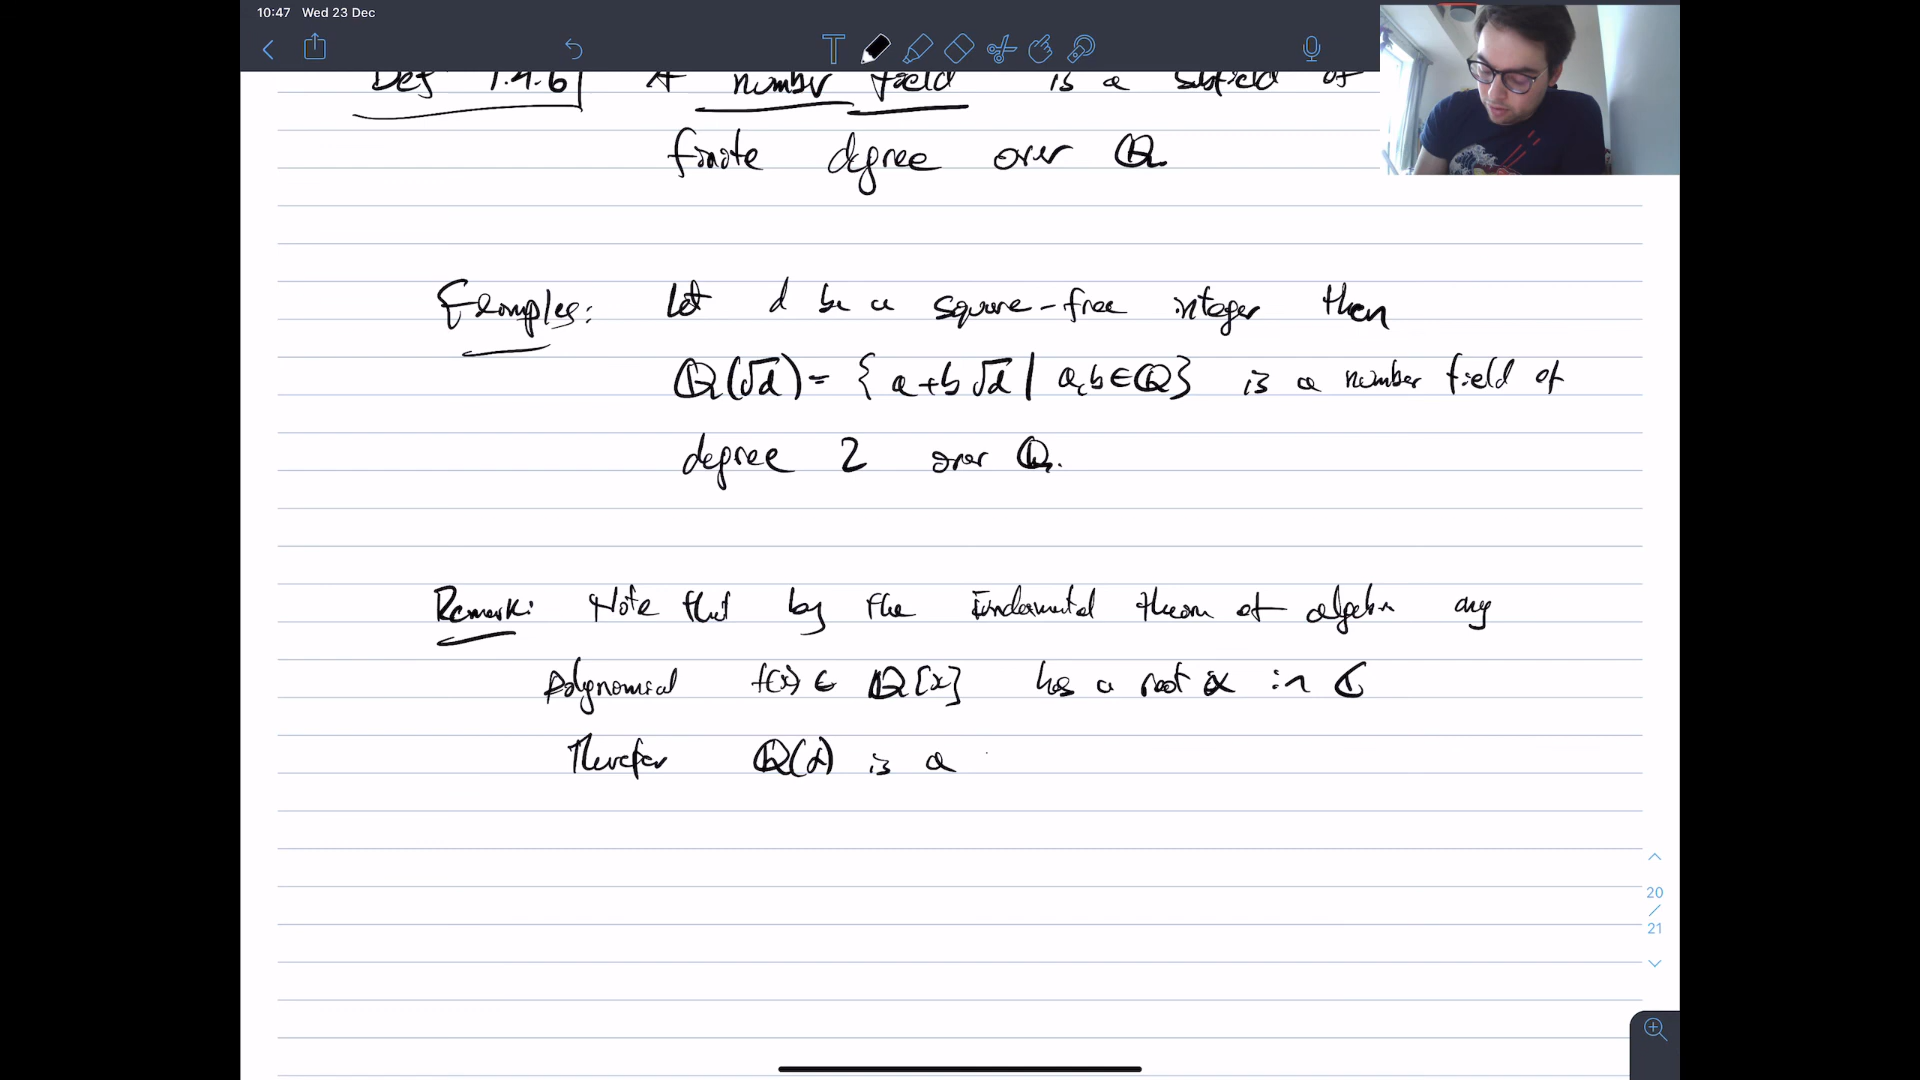 10:47 Wed 23 Dec
Def 1.4.6 A number field is a subfield of
finite degree over ℚ.
Examples: Let d be a square-free integer then
ℚ(√d) = { a+b√d | a,b∈ℚ} is a number field of
degree 2 over ℚ.
Remark: Note that by the Fundamental theorem of algebra any
polynomial f(x) ∈ ℚ[x] has a root α in ℂ
Therefor ℚ(α) is a
20
/
21